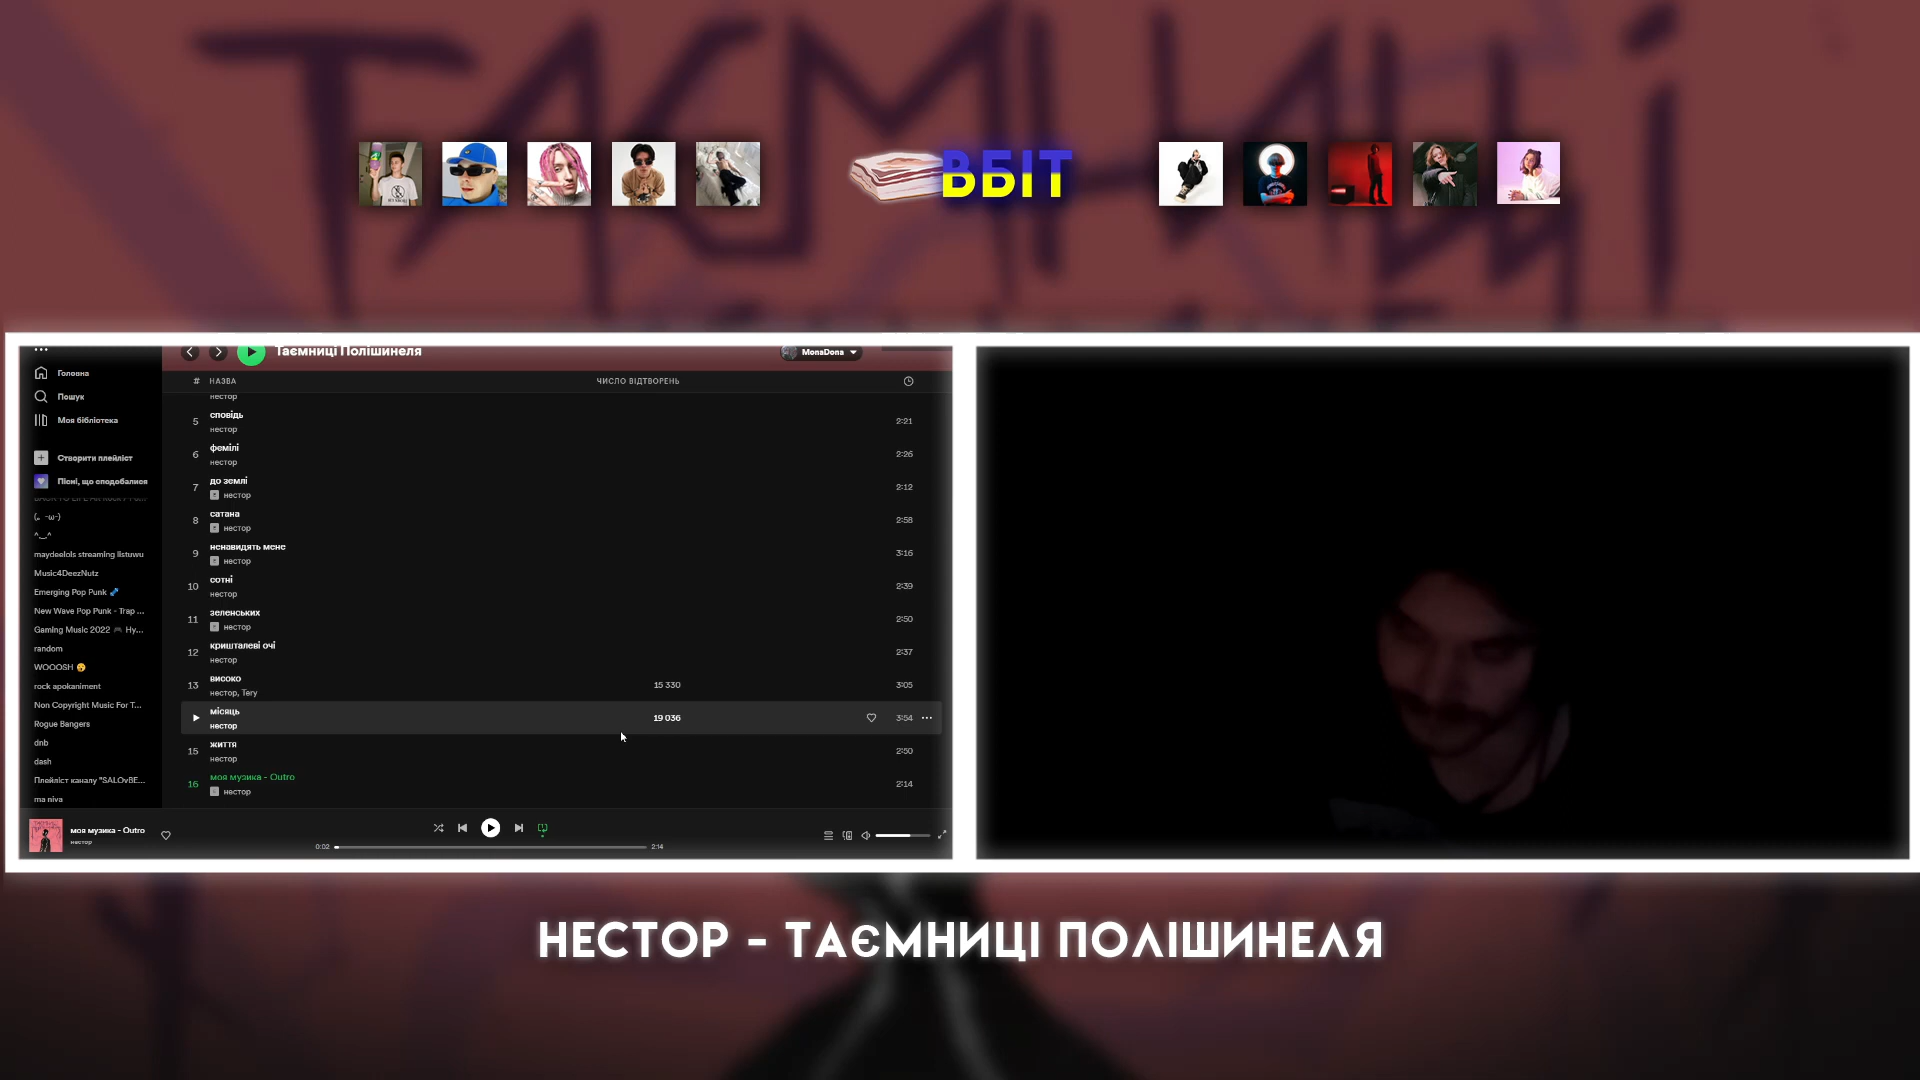 ТАЄМНИЦІ
ВБІТ
Таємниці Полішинеля
MonaDona
Головна
Пошук
Моя бібліотека
Створити плейліст
Пісні, що сподобалися
(。-ω-)
^‿^
maydeelols streaming listuwu
Music4DeezNutz
Emerging Pop Punk
New Wave Pop Punk - Trap ...
Gaming Music 2022 🎮 Hy...
random
WOOOSH 😮
rock apokaniment
Non Copyright Music For T...
Rogue Bangers
dnb
dash
Плейліст каналу "SALOvБE...
ma niva
# НАЗВА ЧИСЛО ВІДТВОРЕНЬ
нестор
5 сповідь 2:21
нестор
6 фемілі 2:26
нестор
7 до землі 2:12
нестор
8 сатана 2:58
нестор
9 ненавидять мене 3:16
нестор
10 сотні 2:39
нестор
11 зеленських 2:50
нестор
12 кришталеві очі 2:37
нестор
13 високо 15 330 3:05
нестор, Tery
місяць 19 036 3:54
нестор
15 життя 2:50
нестор
16 моя музика - Outro 2:14
E нестор
моя музика - Outro
нестор
0:02 2:14
НЕСТОР - ТАЄМНИЦІ ПОЛІШИНЕЛЯ